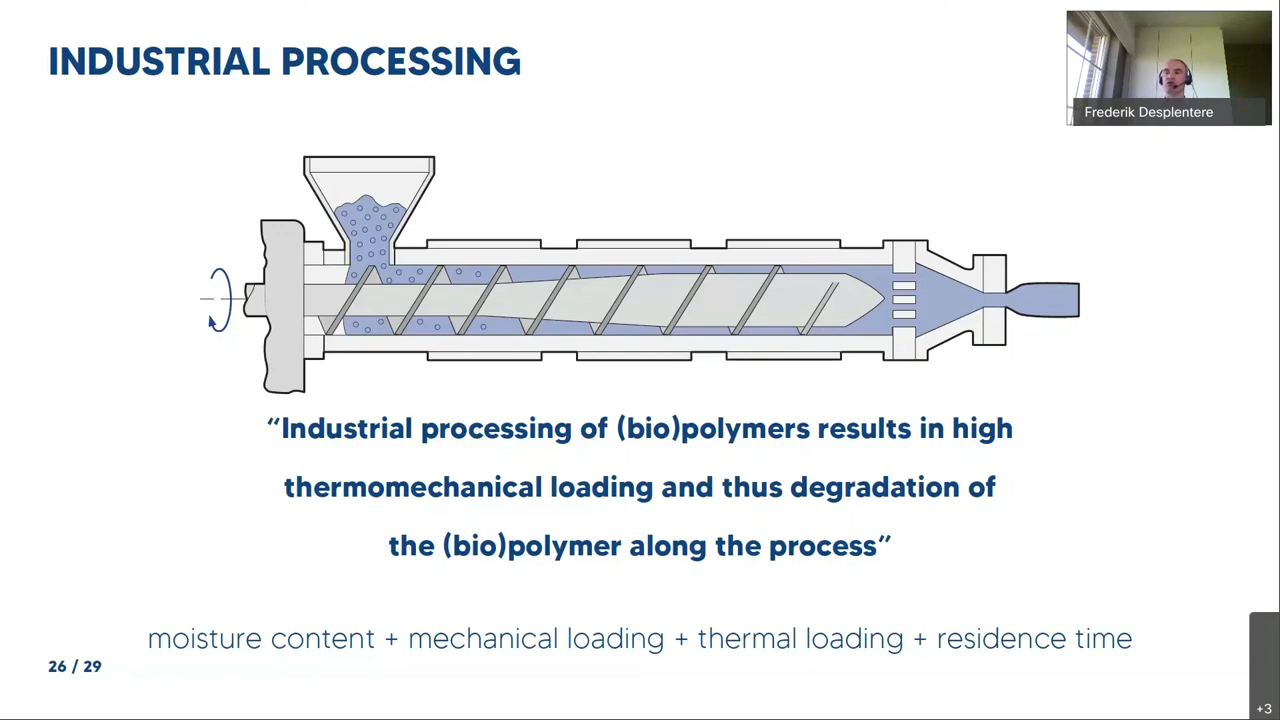 INDUSTRIAL PROCESSING
Frederik Desplentere
“Industrial processing of (bio)polymers results in high
thermomechanical loading and thus degradation of
the (bio)polymer along the process”
moisture content + mechanical loading + thermal loading + residence time
26 / 29
+3